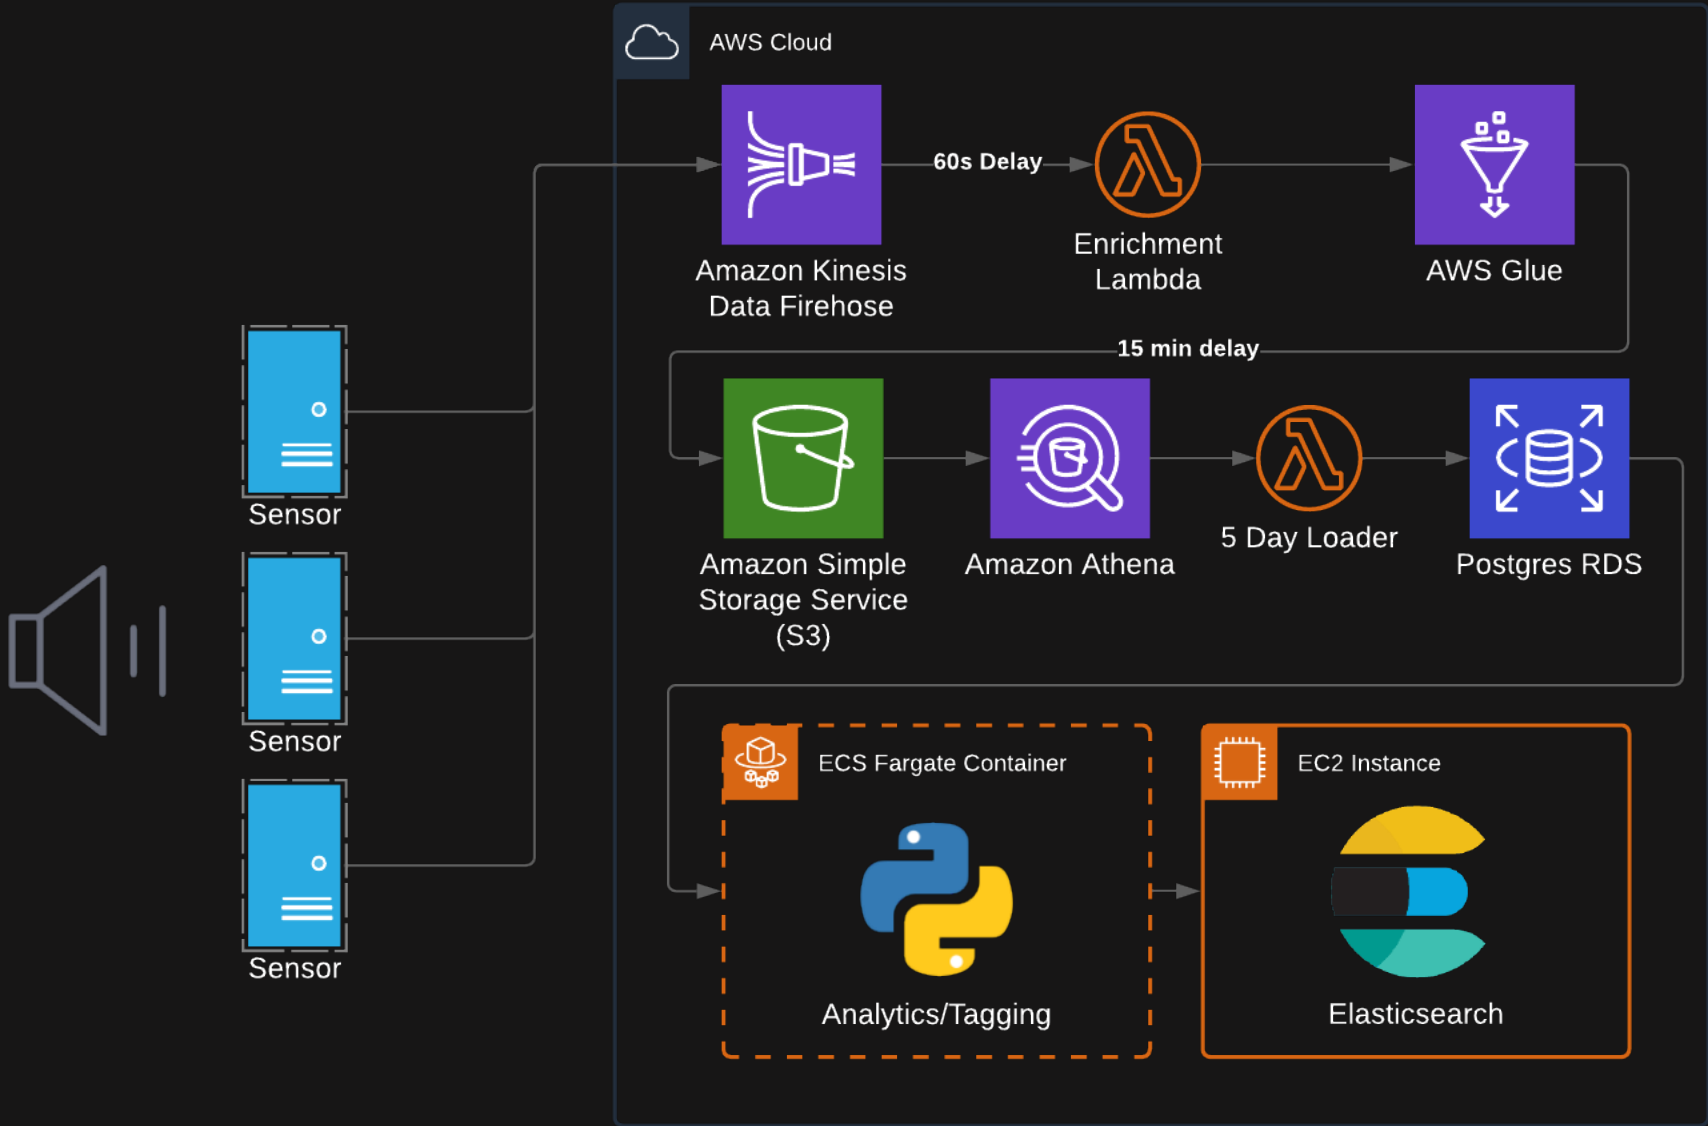 AWS Cloud
60s Delay
Enrichment
Lambda
Amazon Kinesis
Data Firehose
AWS Glue
15 min delay
Sensor
Amazon Simple
Storage Service
(S3)
Amazon Athena
5 Day Loader
Postgres RDS
Sensor
ECS Fargate Container
EC2 Instance
Sensor
Analytics/Tagging
Elasticsearch